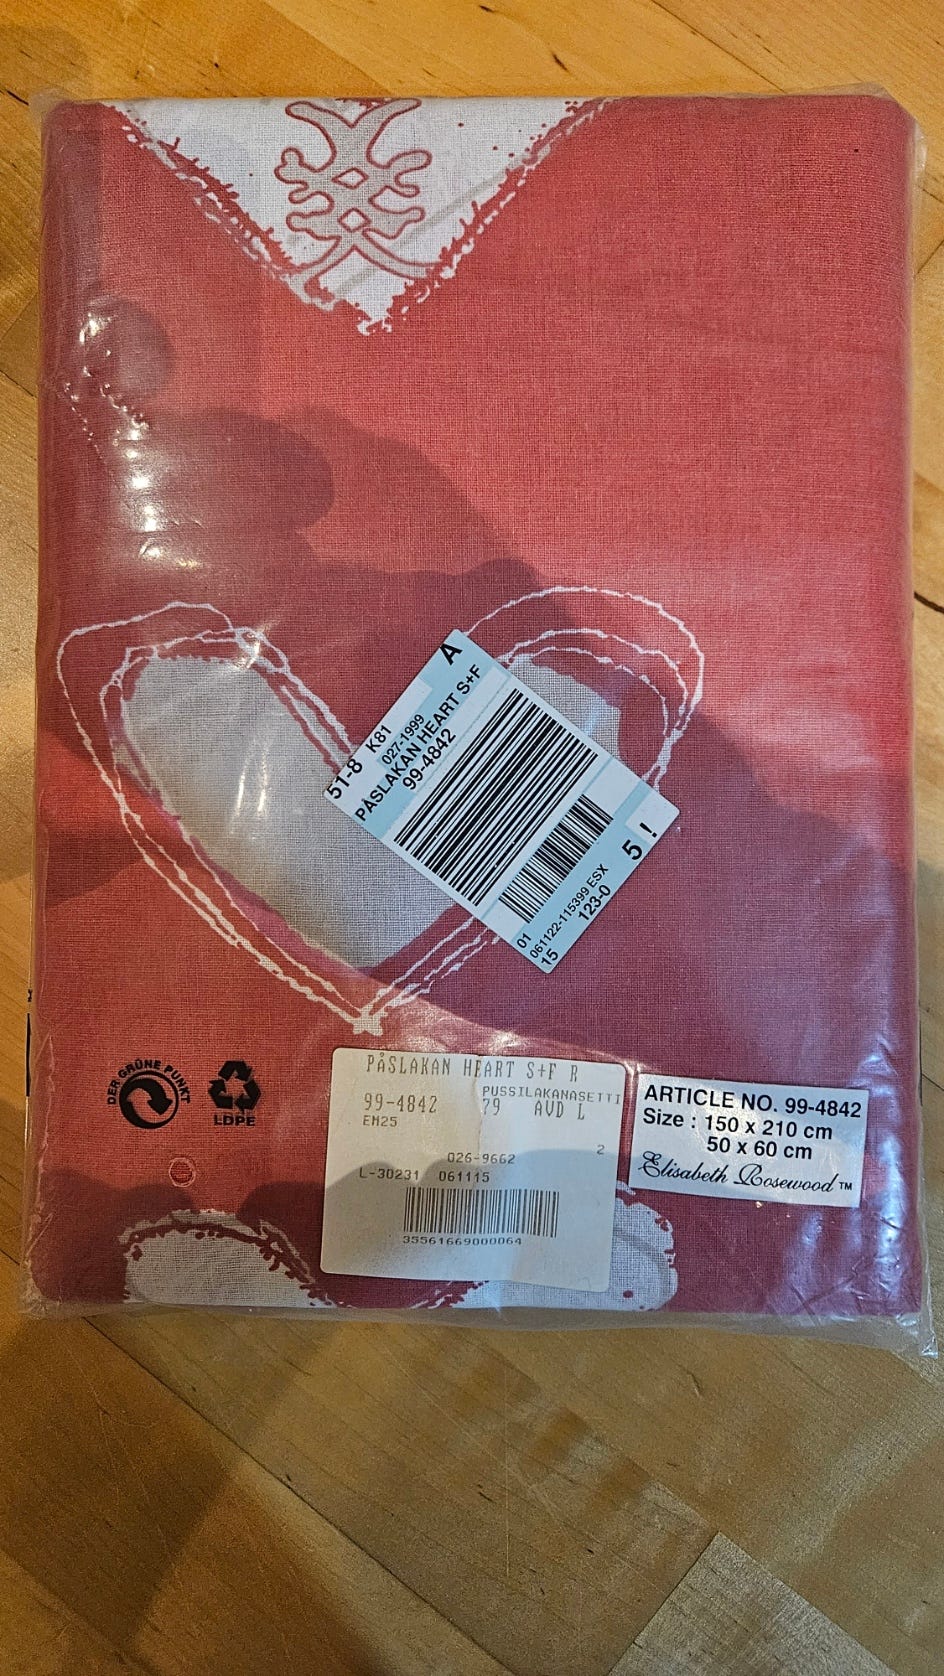 A
51-8 K81
027-1999
PÅSLAKAN HEART S+F
99-4842
5 !
01
061122-115399 ESX
15 123-0
DER GRÜNE PUNKT
LDPE
PÅSLAKAN HEART S+F R
PUSSILAKANASETTI
99-4842 79 AVD L
EM25
2
026-9662
L-30231 061115
35561669000064
ARTICLE NO. 99-4842
Size : 150 x 210 cm
50 x 60 cm
Elisabeth Rosewood™